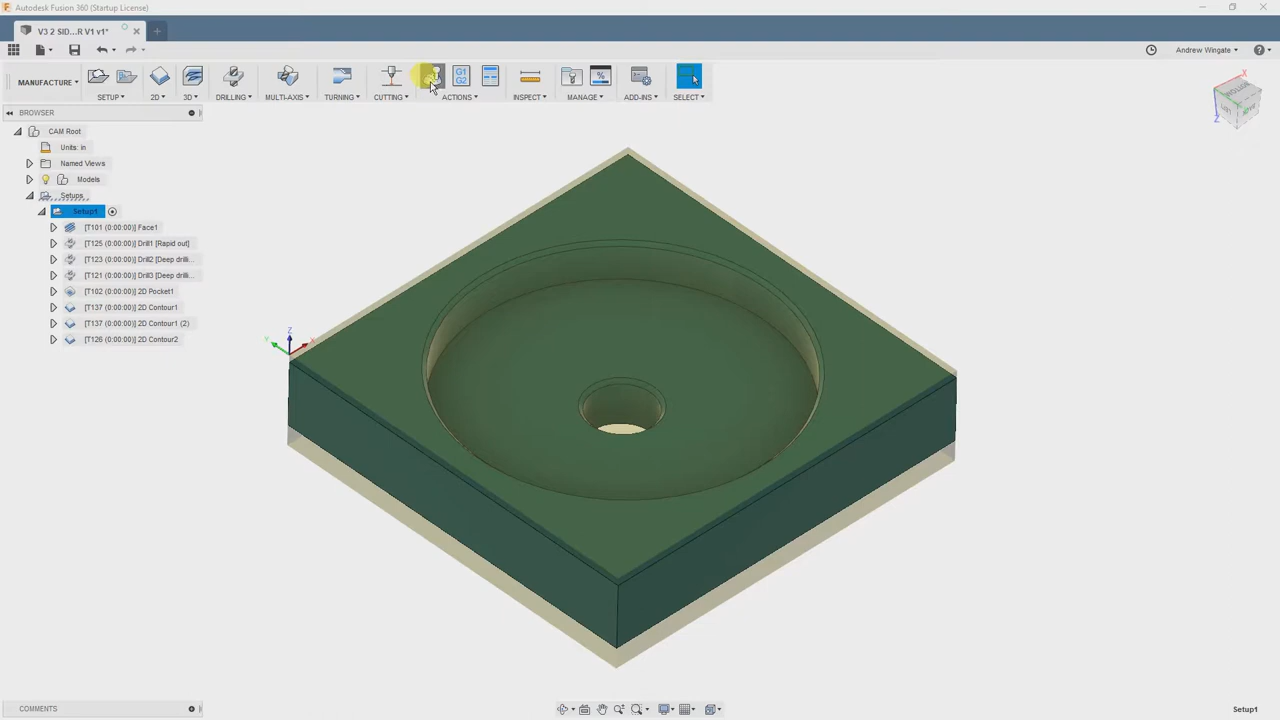 Autodesk Fusion 360 (Startup License)
V3 2 SID...R V1 v1*
Andrew Wingate
MANUFACTURE
SETUP
2D
3D
DRILLING
MULTI-AXIS
TURNING
CUTTING
G1
G2
ACTIONS
INSPECT
MANAGE
ADD-INS
SELECT
BROWSER
CAM Root
Units: in
Named Views
Models
Setups
Setup1
[T101 (0:00:00)] Face1
[T125 (0:00:00)] Drill1 [Rapid out]
[T123 (0:00:00)] Drill2 [Deep drilli...
[T121 (0:00:00)] Drill3 [Deep drilli...
[T102 (0:00:00)] 2D Pocket1
[T137 (0:00:00)] 2D Contour1
[T137 (0:00:00)] 2D Contour1 (2)
[T126 (0:00:00)] 2D Contour2
Z
Y
X
Z
COMMENTS
Setup1